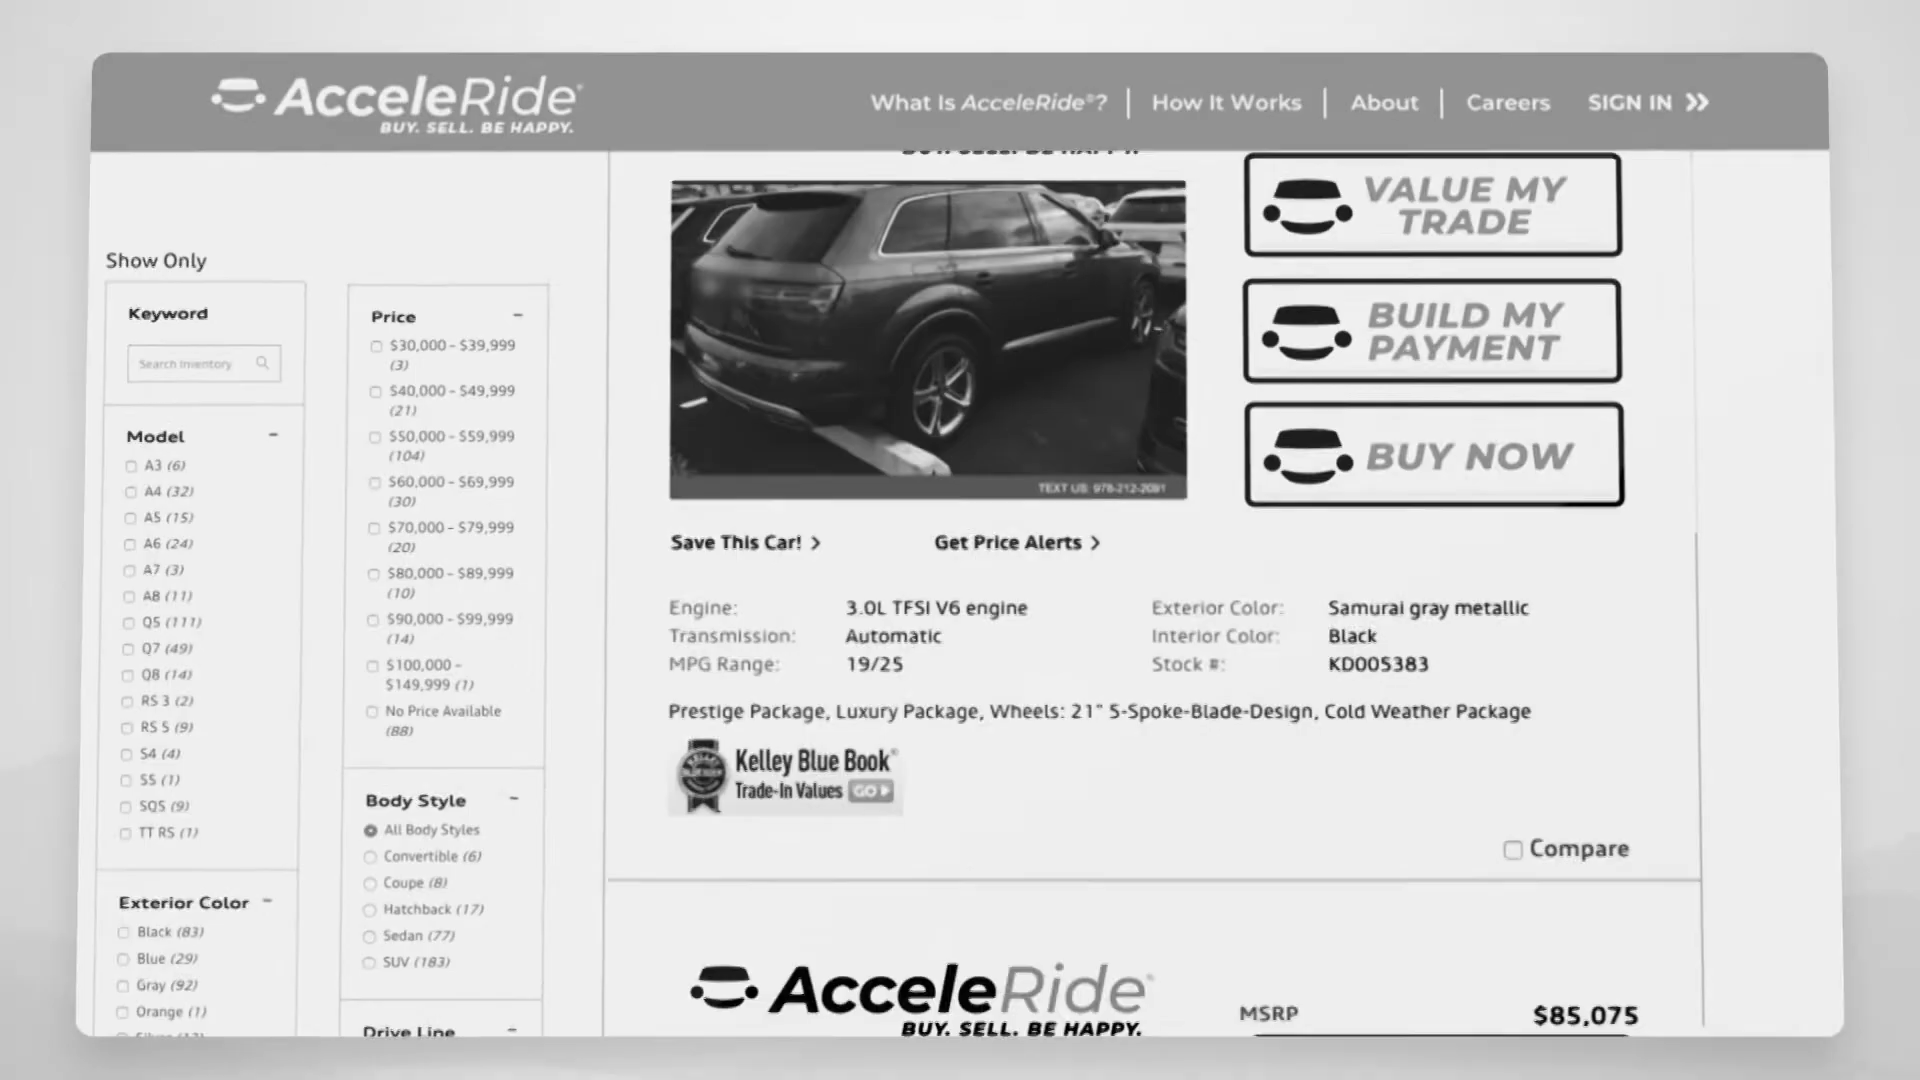 AcceleRide®
BUY. SELL. BE HAPPY.
What Is AcceleRide®?
How It Works
About
Careers
SIGN IN
Show Only
Keyword
Search Inventory
Model
A3 (6)
A4 (32)
A5 (15)
A6 (24)
A7 (3)
A8 (11)
Q5 (111)
Q7 (49)
Q8 (14)
RS 3 (2)
RS 5 (9)
S4 (4)
S5 (1)
SQ5 (9)
TT RS (1)
Exterior Color
Black (83)
Blue (29)
Gray (92)
Orange (1)
Price
$30,000 - $39,999
(3)
$40,000 - $49,999
(21)
$50,000 - $59,999
(104)
$60,000 - $69,999
(30)
$70,000 - $79,999
(20)
$80,000 - $89,999
(10)
$90,000 - $99,999
(14)
$100,000 -
$149,999 (1)
No Price Available
(88)
Body Style
All Body Styles
Convertible (6)
Coupe (8)
Hatchback (17)
Sedan (77)
SUV (183)
Drive Line
TEXT US: 978-212-2091
VALUE MY
TRADE
BUILD MY
PAYMENT
BUY NOW
Save This Car!
Get Price Alerts
Engine: 3.0L TFSI V6 engine
Transmission: Automatic
MPG Range: 19/25
Exterior Color: Samurai gray metallic
Interior Color: Black
Stock #: KD005383
Prestige Package, Luxury Package, Wheels: 21" 5-Spoke-Blade-Design, Cold Weather Package
Kelley Blue Book®
Trade-In Values GO
Compare
AcceleRide®
BUY. SELL. BE HAPPY.
MSRP $85,075